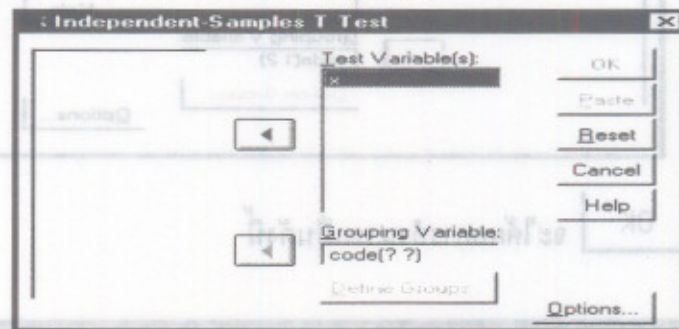 Independent-Samples T Test
Test Variable(s):
x
OK
Paste
Reset
Cancel
Help
Grouping Variable:
code(? ?)
Define Groups...
Options...